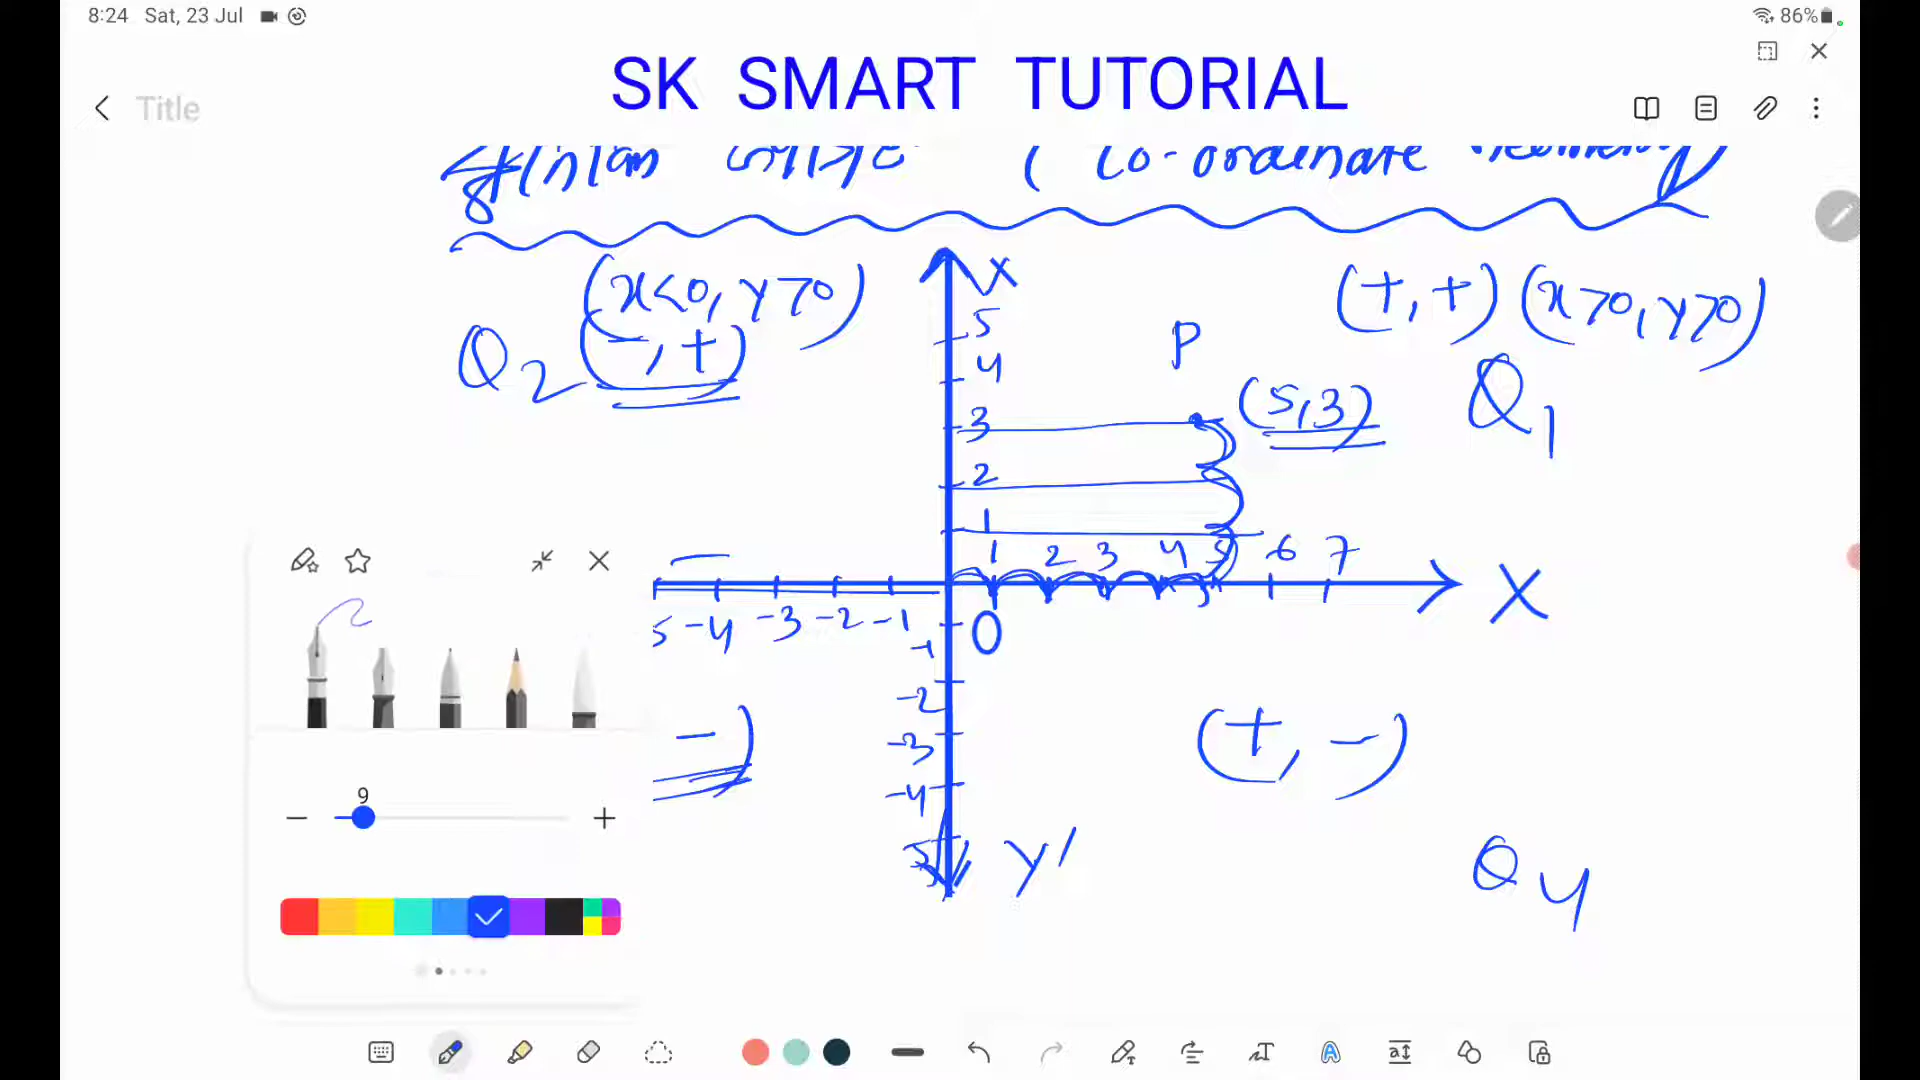 8:24 Sat, 23 Jul 86%
SK SMART TUTORIAL
Title
( Co-ordinate
(x<0, y>0) X (+, +) (x>0, y>0)
Q2 (-, +) 5 P
4
3 (5,3) Q1
2
1
1 2 3 4 5 6 7
X
5 -4 -3 -2 -1 0
-1
-2
-) -3 (+, -)
-4
5 Y'
Q4
9